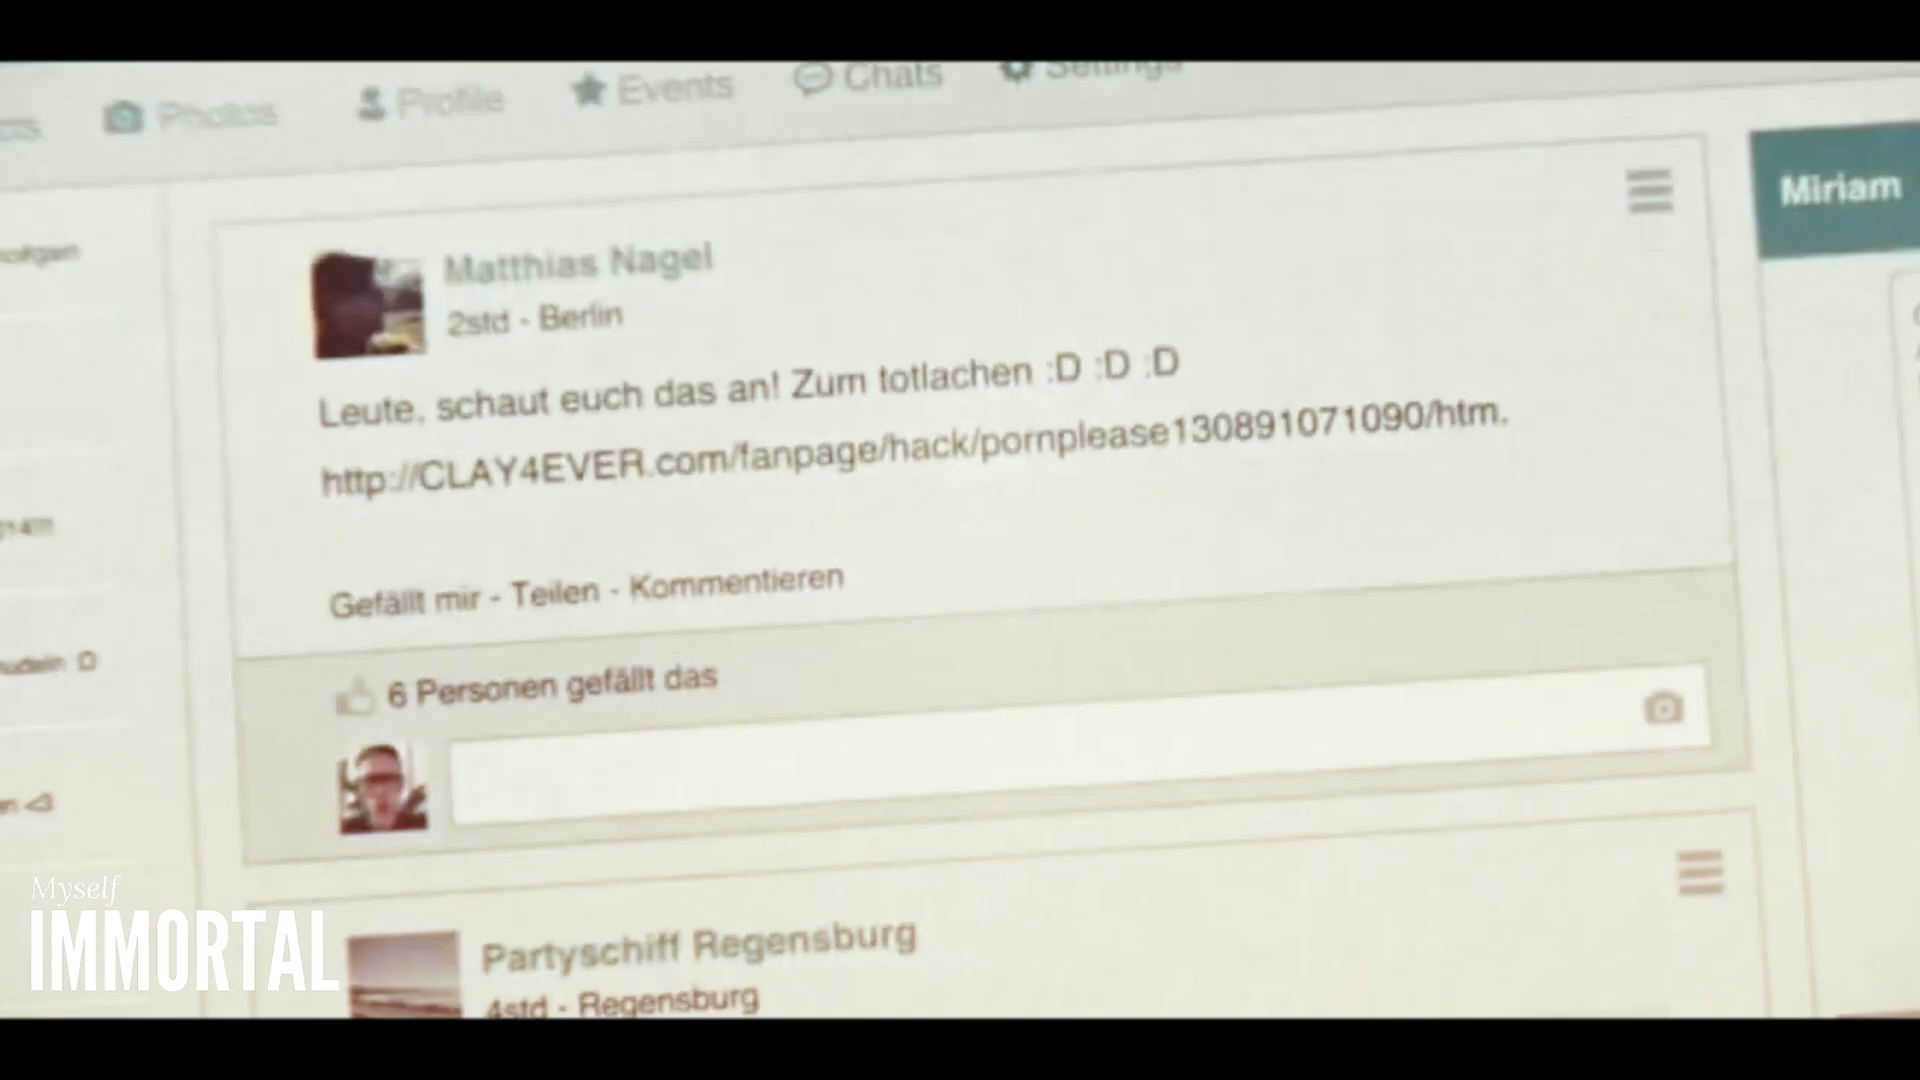 Photos
Profile
Events
Chats
Settings
Miriam
Matthias Nagel
2std - Berlin
Leute, schaut euch das an! Zum totlachen :D :D :D
http://CLAY4EVER.com/fanpage/hack/pornplease130891071090/htm.
Gefällt mir - Teilen - Kommentieren
6 Personen gefällt das
Partyschiff Regensburg
4std - Regensburg
Myself
IMMORTAL